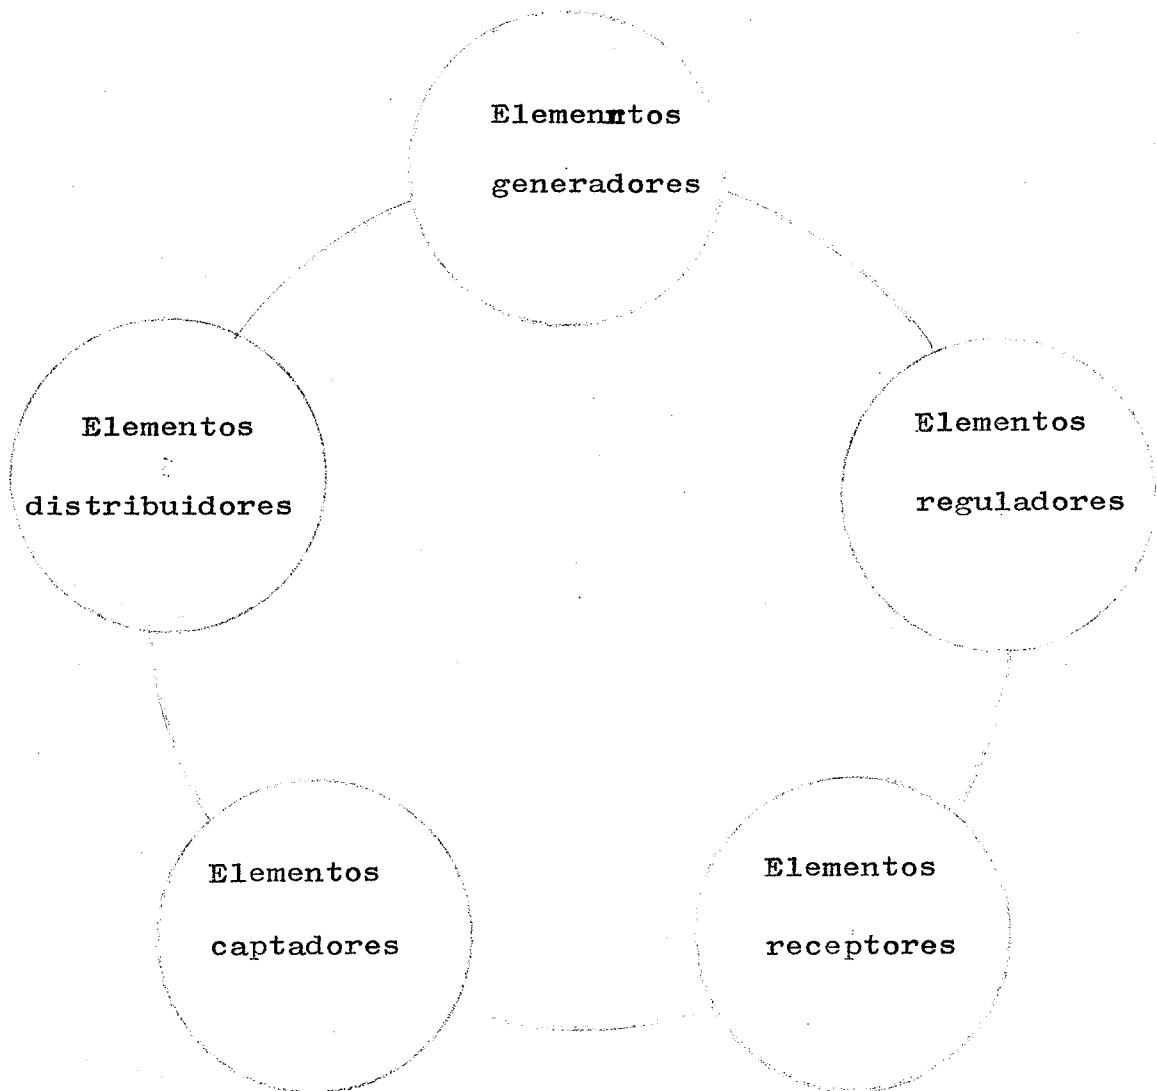 Elemenntos
generadores
Elementos
distribuidores
Elementos
reguladores
Elementos
captadores
Elementos
receptores